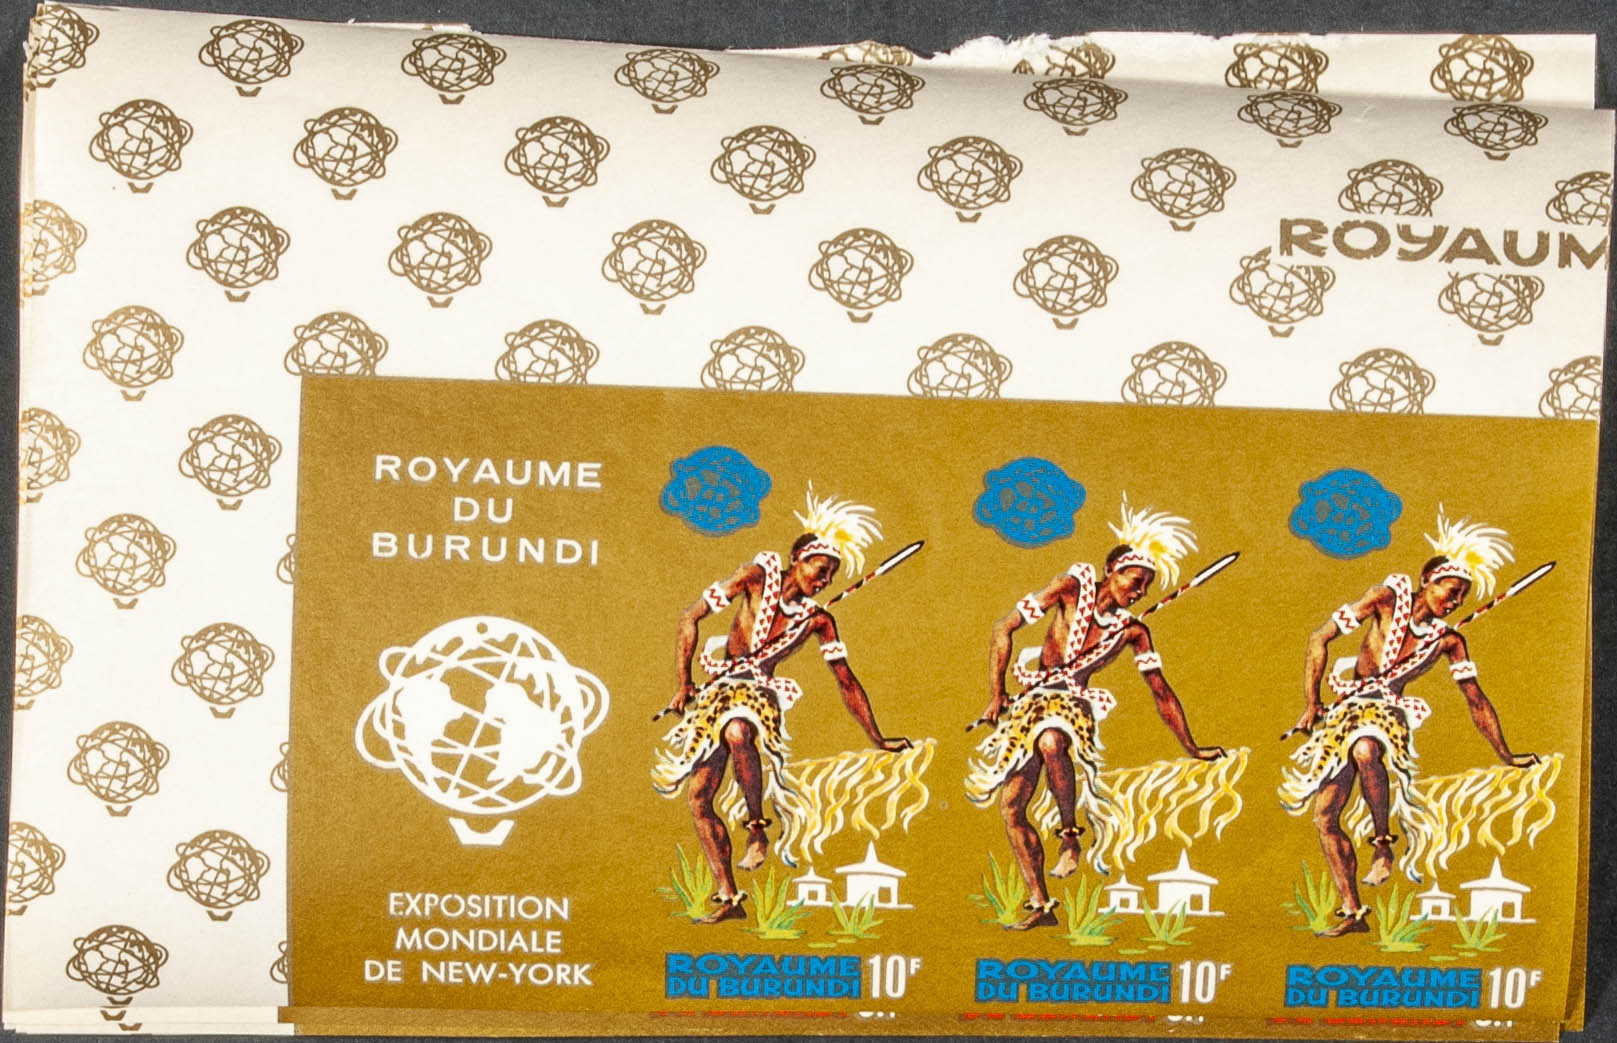 ROYAUM
ROYAUME
DU
BURUNDI
EXPOSITION
MONDIALE
DE NEW-YORK
ROYAUME
DU BURUNDI 10F
ROYAUME
DU BURUNDI 10F
ROYAUME
DU BURUNDI 10F